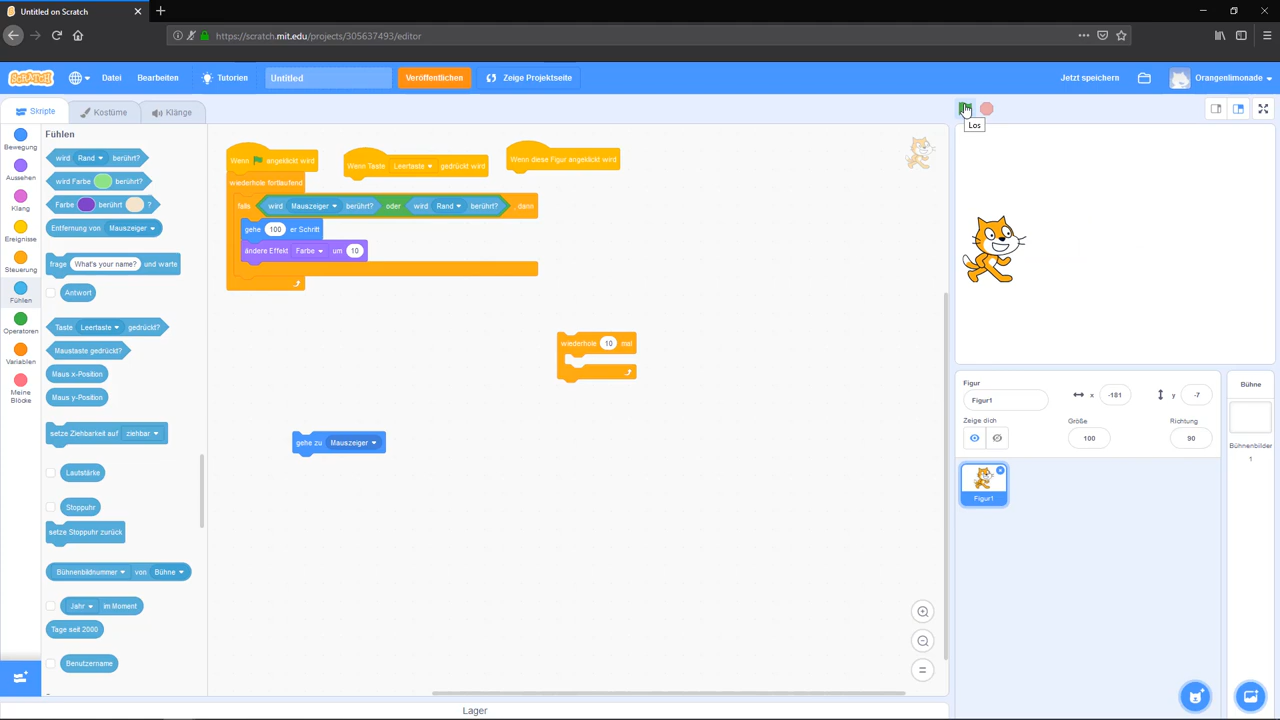 Untitled on Scratch
https://scratch.mit.edu/projects/305637493/editor
SCRATCH Datei Bearbeiten Tutorien Untitled Veröffentlichen Zeige Projektseite Jetzt speichern Orangenlimonade
Skripte Kostüme Klänge
Los
Bewegung
Aussehen
Klang
Ereignisse
Steuerung
Fühlen
Operatoren
Variablen
Meine
Blöcke
Fühlen
wird Rand berührt?
wird Farbe berührt?
Farbe berührt ?
Entfernung von Mauszeiger
frage What's your name? und warte
Antwort
Taste Leertaste gedrückt?
Maustaste gedrückt?
Maus x-Position
Maus y-Position
setze Ziehbarkeit auf ziehbar
Lautstärke
Stoppuhr
setze Stoppuhr zurück
Bühnenbildnummer von Bühne
Jahr im Moment
Tage seit 2000
Benutzername
Wenn angeklickt wird
wiederhole fortlaufend
falls wird Mauszeiger berührt? oder wird Rand berührt? , dann
gehe 100 er Schritt
ändere Effekt Farbe um 10
Wenn Taste Leertaste gedrückt wird
Wenn diese Figur angeklickt wird
wiederhole 10 mal
gehe zu Mauszeiger
Figur
Figur1
x -181
y -7
Zeige dich
Größe
100
Richtung
90
Figur1
Bühne
Bühnenbilder
1
Lager